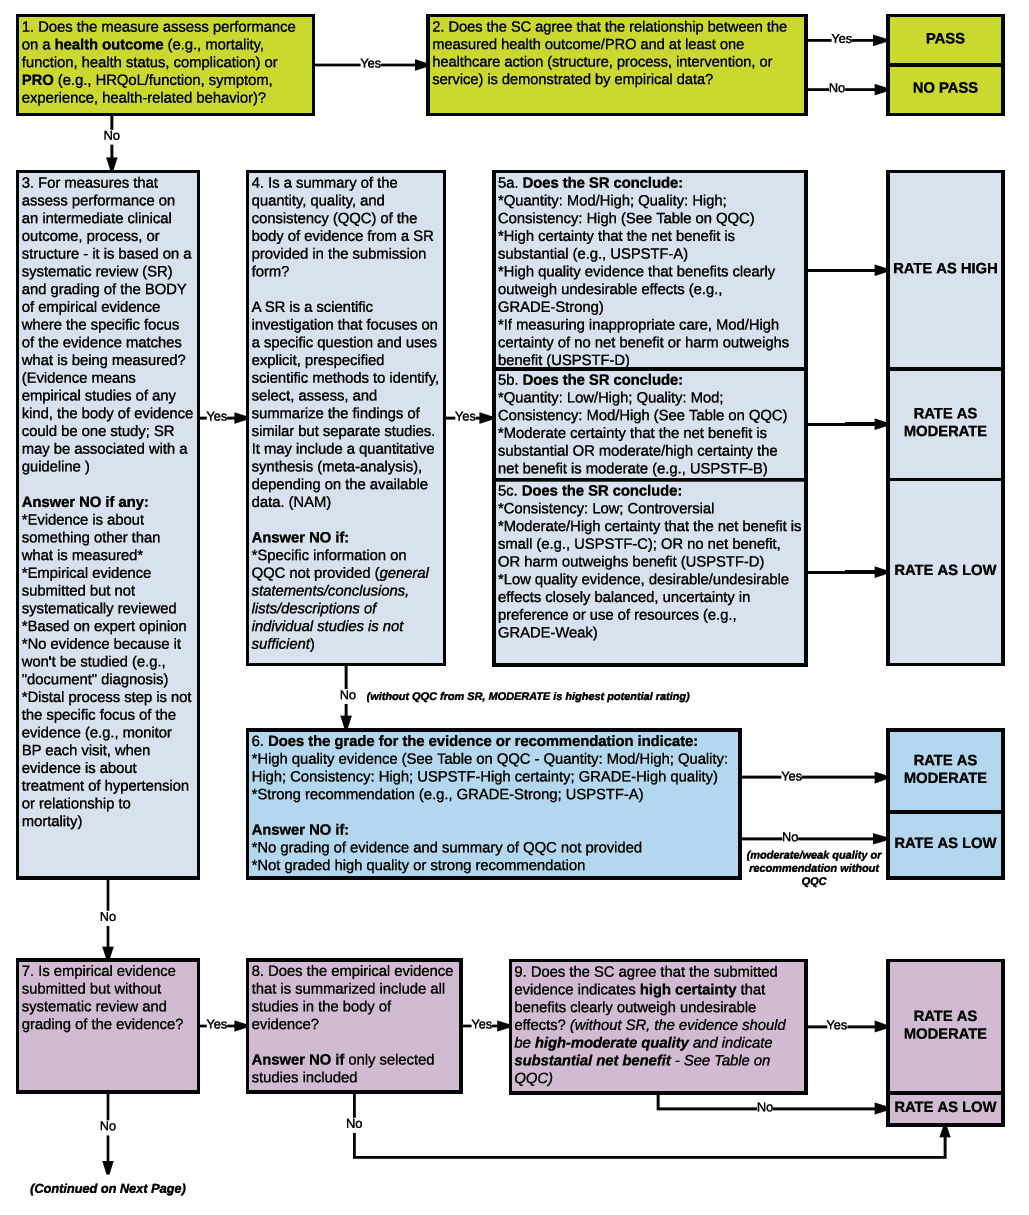 1. Does the measure assess performance
on a health outcome (e.g., mortality,
function, health status, complication) or
PRO (e.g., HRQoL/function, symptom,
experience, health-related behavior)?
Yes
2. Does the SC agree that the relationship between the
measured health outcome/PRO and at least one
healthcare action (structure, process, intervention, or
service) is demonstrated by empirical data?
Yes
PASS
No
NO PASS
No
3. For measures that
assess performance on
an intermediate clinical
outcome, process, or
structure - it is based on a
systematic review (SR)
and grading of the BODY
of empirical evidence
where the specific focus
of the evidence matches
what is being measured?
(Evidence means
empirical studies of any
kind, the body of evidence
could be one study; SR
may be associated with a
guideline )
Answer NO if any:
*Evidence is about
something other than
what is measured*
*Empirical evidence
submitted but not
systematically reviewed
*Based on expert opinion
*No evidence because it
won't be studied (e.g.,
"document" diagnosis)
*Distal process step is not
the specific focus of the
evidence (e.g., monitor
BP each visit, when
evidence is about
treatment of hypertension
or relationship to
mortality)
Yes
4. Is a summary of the
quantity, quality, and
consistency (QQC) of the
body of evidence from a SR
provided in the submission
form?
A SR is a scientific
investigation that focuses on
a specific question and uses
explicit, prespecified
scientific methods to identify,
select, assess, and
summarize the findings of
similar but separate studies.
It may include a quantitative
synthesis (meta-analysis),
depending on the available
data. (NAM)
Answer NO if:
*Specific information on
QQC not provided (general
statements/conclusions,
lists/descriptions of
individual studies is not
sufficient)
Yes
5a. Does the SR conclude:
*Quantity: Mod/High; Quality: High;
Consistency: High (See Table on QQC)
*High certainty that the net benefit is
substantial (e.g., USPSTF-A)
*High quality evidence that benefits clearly
outweigh undesirable effects (e.g.,
GRADE-Strong)
*If measuring inappropriate care, Mod/High
certainty of no net benefit or harm outweighs
benefit (USPSTF-D)
RATE AS HIGH
5b. Does the SR conclude:
*Quantity: Low/High; Quality: Mod;
Consistency: Mod/High (See Table on QQC)
*Moderate certainty that the net benefit is
substantial OR moderate/high certainty the
net benefit is moderate (e.g., USPSTF-B)
RATE AS
MODERATE
5c. Does the SR conclude:
*Consistency: Low; Controversial
*Moderate/High certainty that the net benefit is
small (e.g., USPSTF-C); OR no net benefit,
OR harm outweighs benefit (USPSTF-D)
*Low quality evidence, desirable/undesirable
effects closely balanced, uncertainty in
preference or use of resources (e.g.,
GRADE-Weak)
RATE AS LOW
No
(without QQC from SR, MODERATE is highest potential rating)
6. Does the grade for the evidence or recommendation indicate:
*High quality evidence (See Table on QQC - Quantity: Mod/High; Quality:
High; Consistency: High; USPSTF-High certainty; GRADE-High quality)
*Strong recommendation (e.g., GRADE-Strong; USPSTF-A)
Answer NO if:
*No grading of evidence and summary of QQC not provided
*Not graded high quality or strong recommendation
Yes
RATE AS
MODERATE
No
(moderate/weak quality or
recommendation without
QQC
RATE AS LOW
No
7. Is empirical evidence
submitted but without
systematic review and
grading of the evidence?
Yes
8. Does the empirical evidence
that is summarized include all
studies in the body of
evidence?
Answer NO if only selected
studies included
Yes
9. Does the SC agree that the submitted
evidence indicates high certainty that
benefits clearly outweigh undesirable
effects? (without SR, the evidence should
be high-moderate quality and indicate
substantial net benefit - See Table on
QQC)
Yes
RATE AS
MODERATE
No
RATE AS LOW
No
No
(Continued on Next Page)